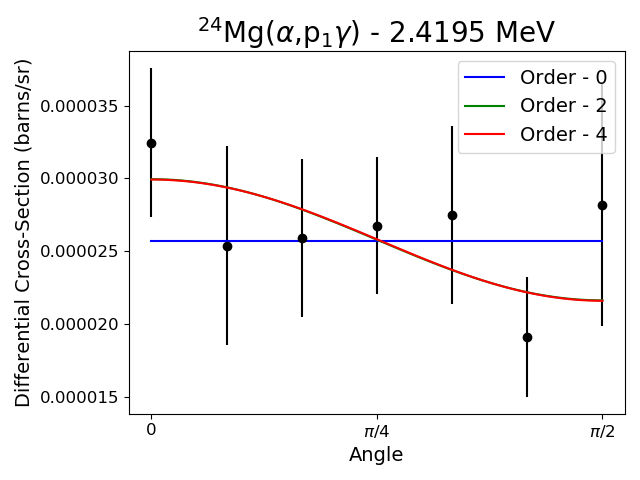 ²⁴Mg(α,p₁γ) - 2.4195 MeV
Differential Cross-Section (barns/sr)
Order - 0
Order - 2
Order - 4
0.000035
0.000030
0.000025
0.000020
0.000015
0
π/4
π/2
Angle